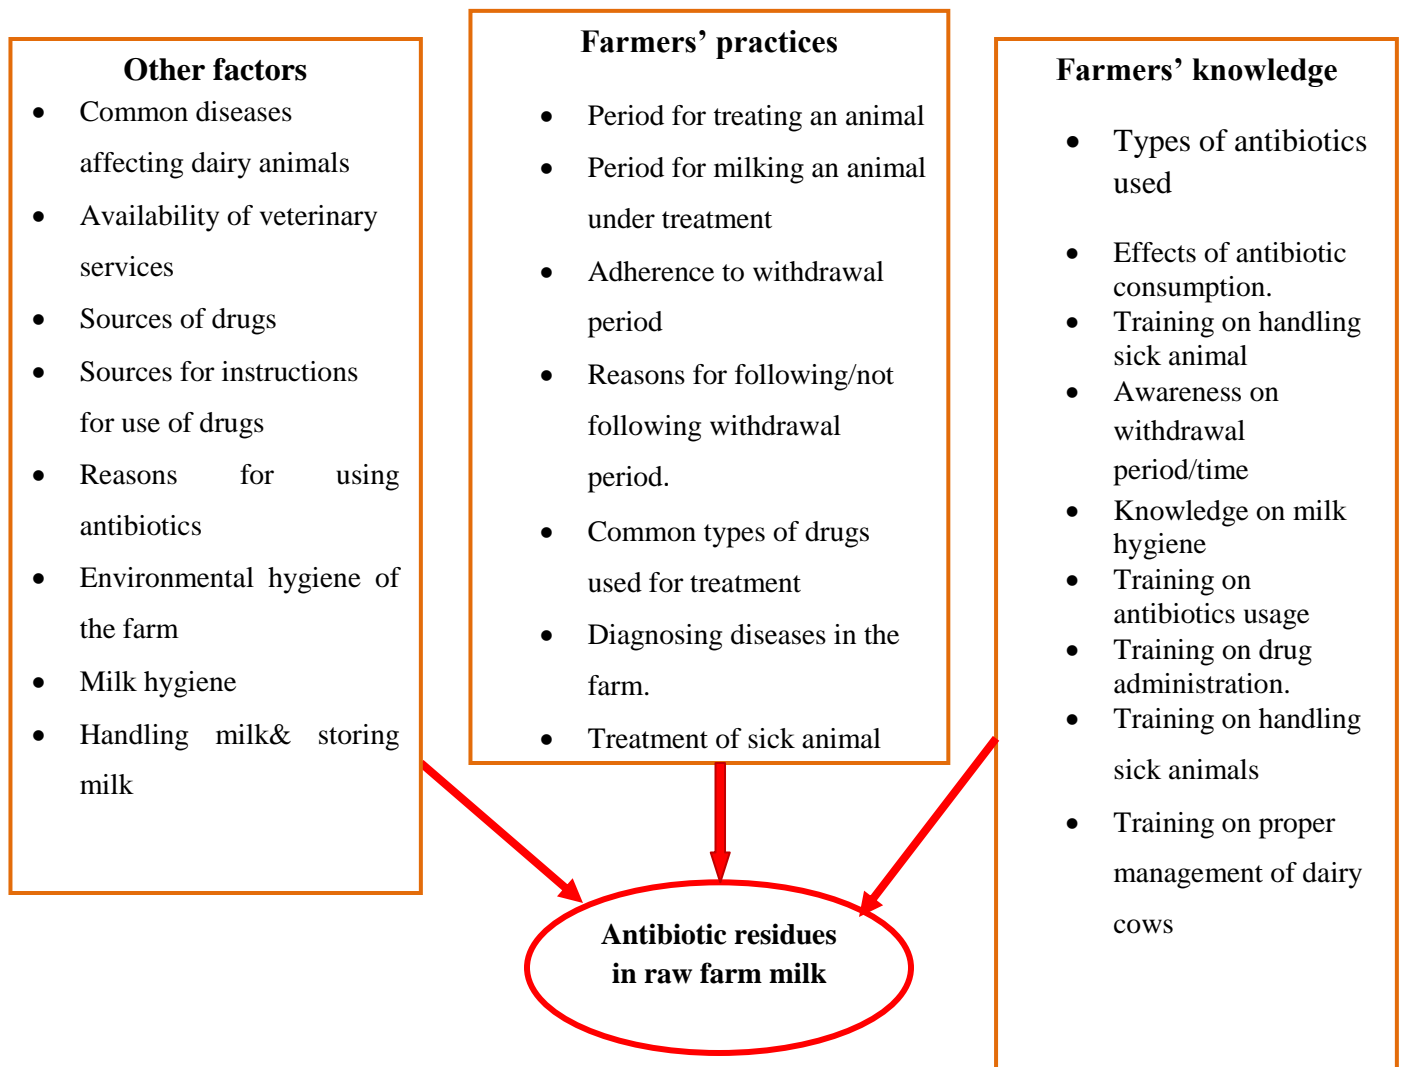 Other factors
• Common diseases
affecting dairy animals
• Availability of veterinary
services
• Sources of drugs
• Sources for instructions
for use of drugs
• Reasons for using
antibiotics
• Environmental hygiene of
the farm
• Milk hygiene
• Handling milk& storing
milk
Farmers’ practices
• Period for treating an animal
• Period for milking an animal
under treatment
• Adherence to withdrawal
period
• Reasons for following/not
following withdrawal
period.
• Common types of drugs
used for treatment
• Diagnosing diseases in the
farm.
• Treatment of sick animal
Farmers’ knowledge
• Types of antibiotics
used
• Effects of antibiotic
consumption.
• Training on handling
sick animal
• Awareness on
withdrawal
period/time
• Knowledge on milk
hygiene
• Training on
antibiotics usage
• Training on drug
administration.
• Training on handling
sick animals
• Training on proper
management of dairy
cows
Antibiotic residues
in raw farm milk